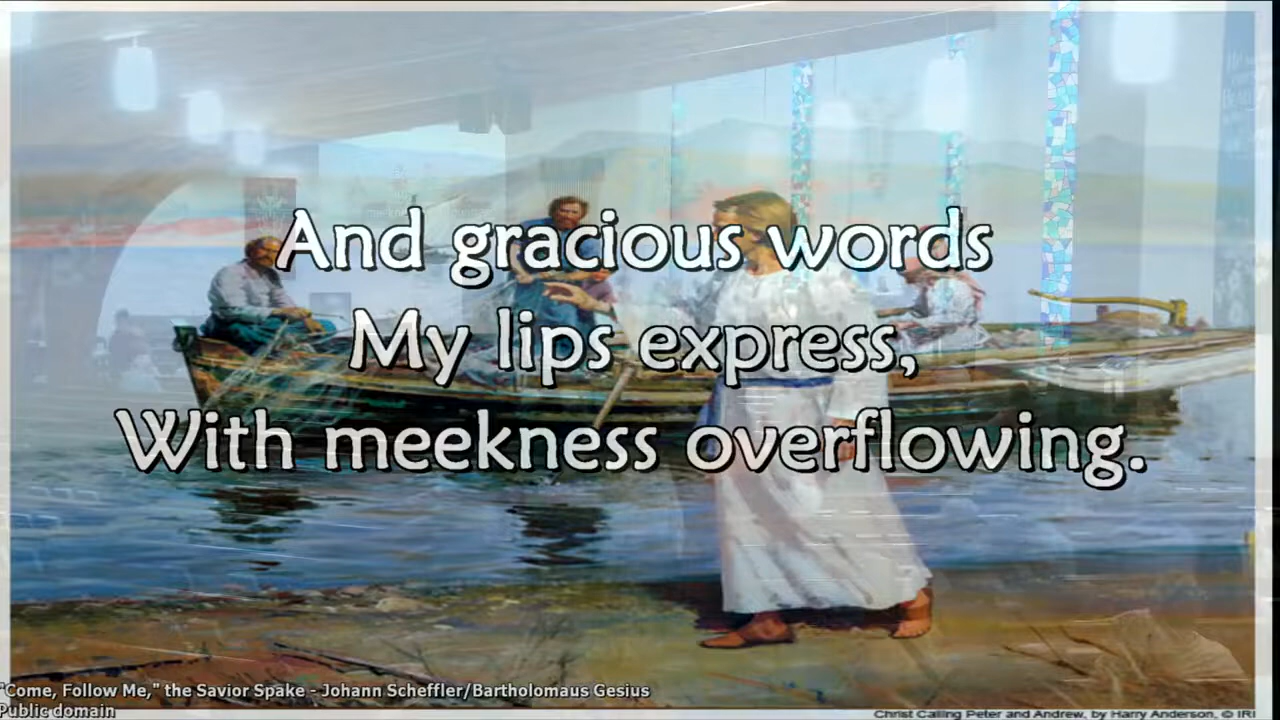 And gracious words
My lips express,
With meekness overflowing.
"Come, Follow Me," the Savior Spake - Johann Scheffler/Bartholomaus Gesius
Public domain
Christ Calling Peter and Andrew, by Harry Anderson, © IRI